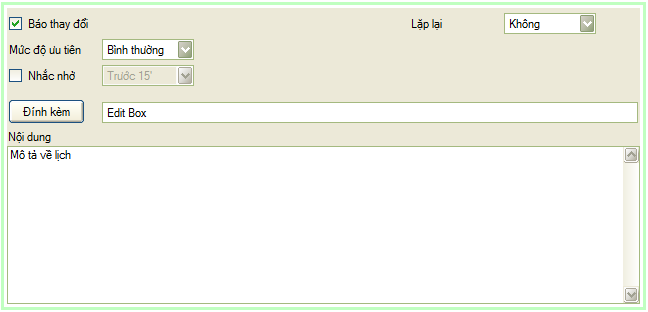 Báo thay đổi Lặp lại Không
Mức độ ưu tiên Bình thường
Nhắc nhở Trước 15'
Đính kèm Edit Box
Nội dung
Mô tả về lịch